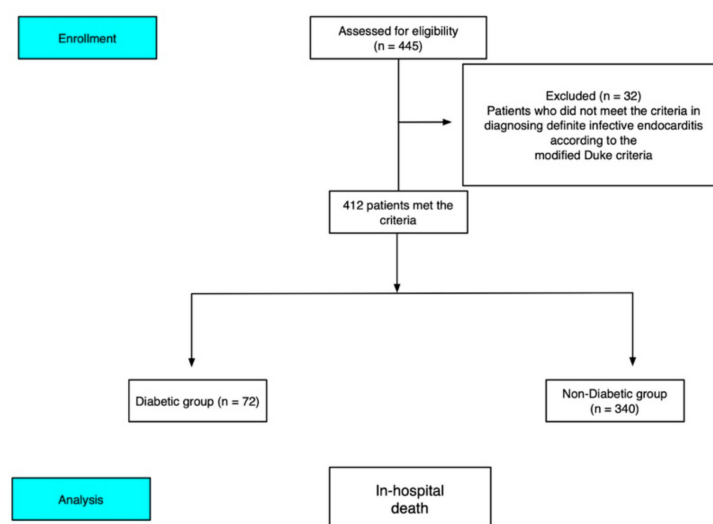 Enrollment
Assessed for eligibility
(n = 445)
Excluded (n = 32)
Patients who did not meet the criteria in
diagnosing definite infective endocarditis
according to the
modified Duke criteria
412 patients met the
criteria
Diabetic group (n = 72)
Non-Diabetic group
(n = 340)
Analysis
In-hospital
death